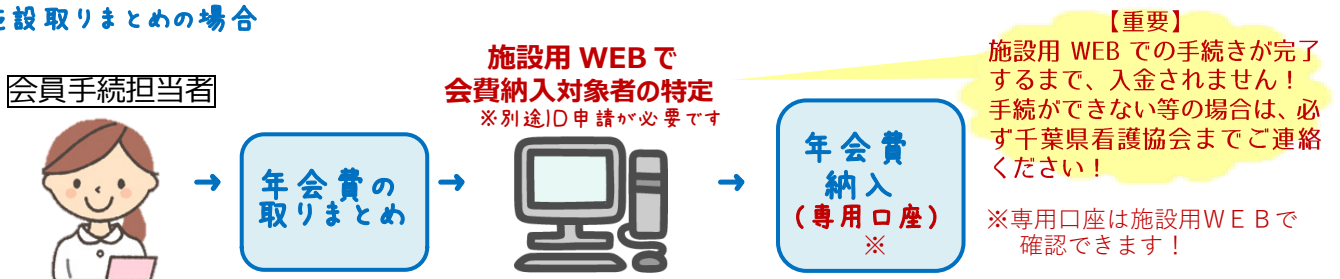 設取りまとめの場合
会員手続担当者
→
年会費の
取りまとめ
→
施設用 WEBで
会費納入対象者の特定
※別途ID申請が必要です
→
年会費
納入
(専用口座)
※
【重要】
施設用 WEB での手続きが完了
するまで、入金されません！
手続ができない等の場合は、必
ず千葉県看護協会までご連絡
ください！
※専用口座は施設用ＷＥＢで
確認できます！